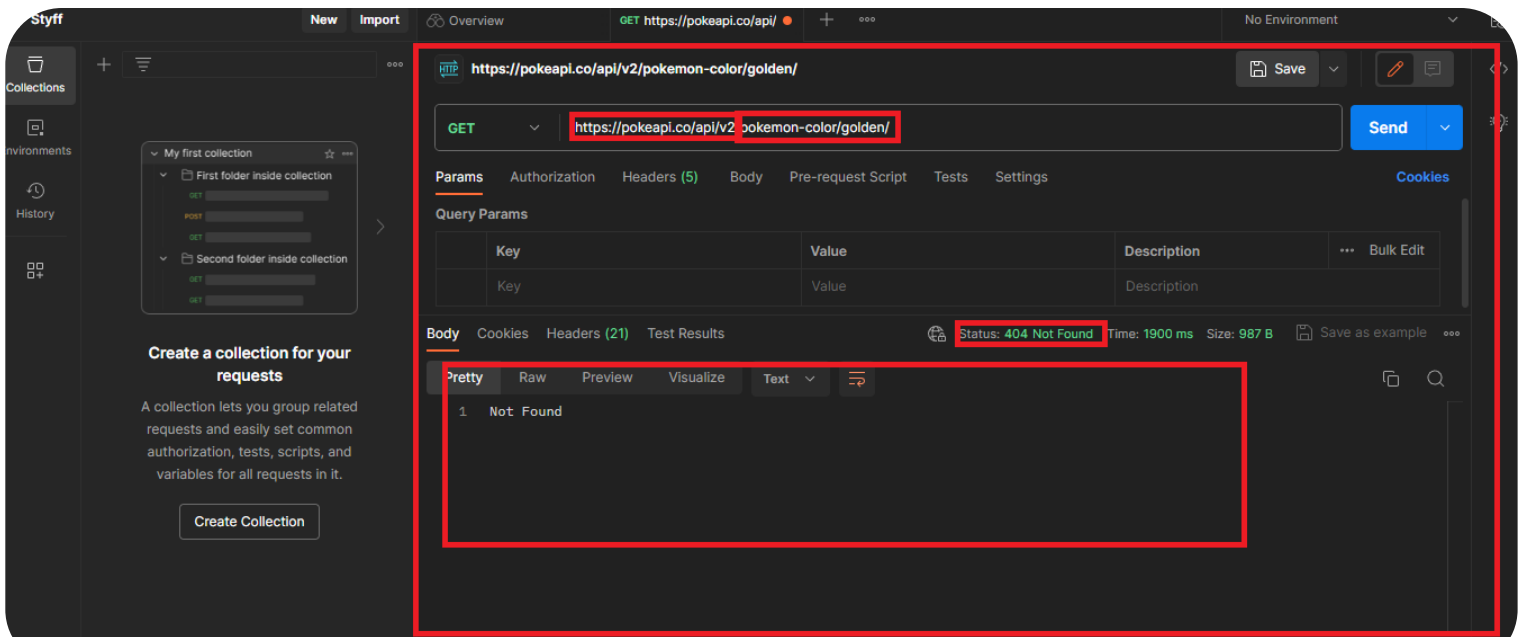 Styff
New Import
Overview
GET https://pokeapi.co/api/
No Environment
Collections
nvironments
History
My first collection
First folder inside collection
GET
POST
GET
Second folder inside collection
GET
GET
Create a collection for your
requests
A collection lets you group related
requests and easily set common
authorization, tests, scripts, and
variables for all requests in it.
Create Collection
HTTP https://pokeapi.co/api/v2/pokemon-color/golden/
Save
GET https://pokeapi.co/api/v2/pokemon-color/golden/
Send
Params Authorization Headers (5) Body Pre-request Script Tests Settings Cookies
Query Params
Key Value Description Bulk Edit
Key Value Description
Body Cookies Headers (21) Test Results Status: 404 Not Found Time: 1900 ms Size: 987 B Save as example
Pretty Raw Preview Visualize Text
1 Not Found